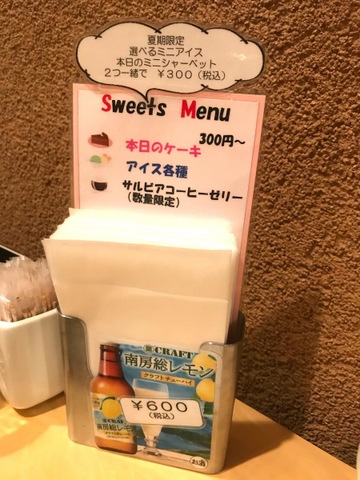 夏期限定
選べるミニアイス
本日のミニシャーベット
2つ一緒で ¥300(税込)
Sweets Menu
300円~
本日のケーキ
アイス各種
サルビアコーヒーゼリー
(数量限定)
CRAFT
南房総レモン
クラフトチューハイ
¥600
(税込)
お酒